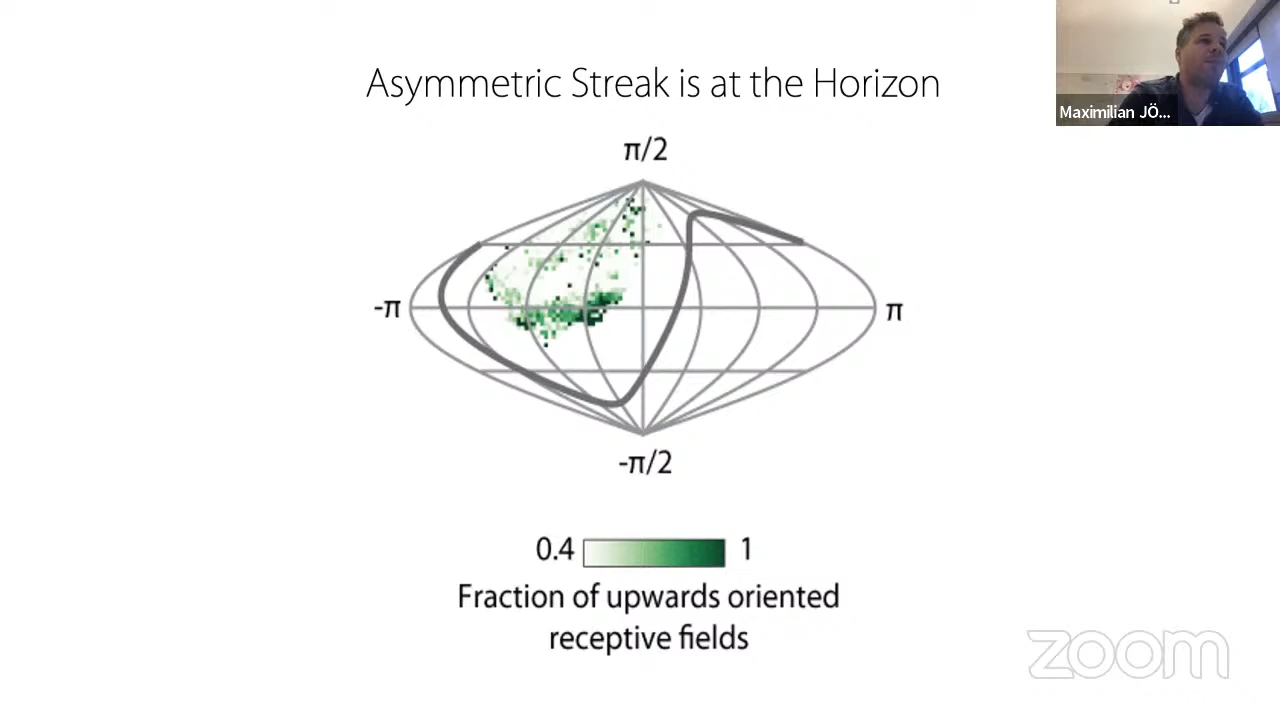 Asymmetric Streak is at the Horizon
Maximilian JÖ...
π/2
-π
π
-π/2
0.4
1
Fraction of upwards oriented
receptive fields
zoom